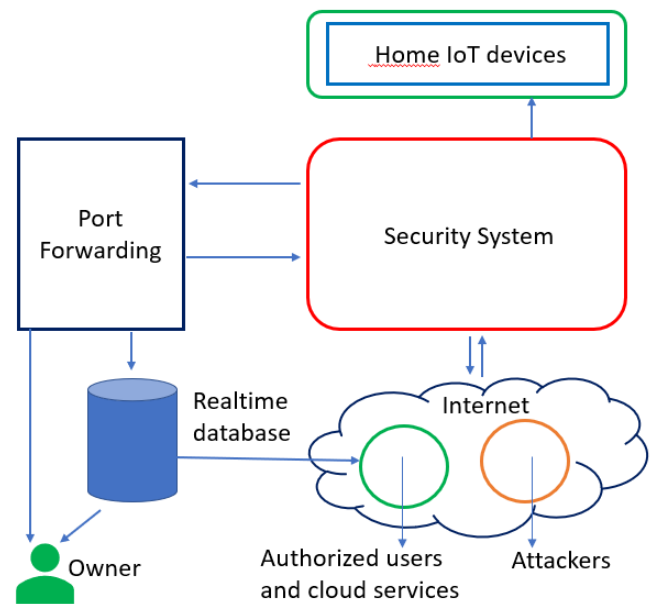 Home IoT devices
Port
Forwarding
Security System
Realtime
database
Internet
Owner
Authorized users
and cloud services
Attackers